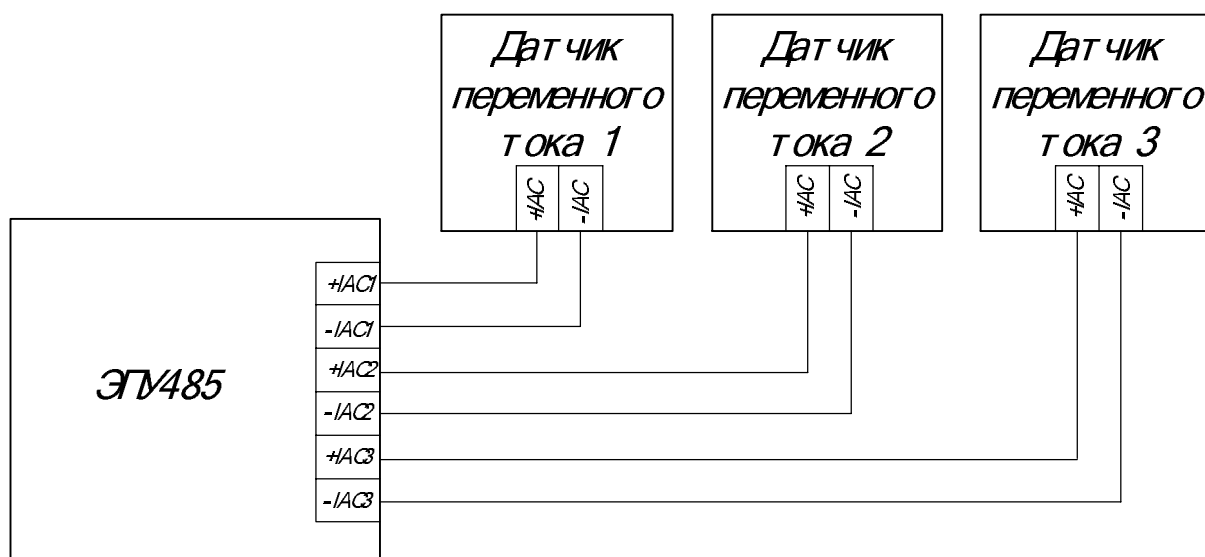 Датчик
переменного
тока 1
+IAC
-IAC
Датчик
переменного
тока 2
+IAC
-IAC
Датчик
переменного
тока 3
+IAC
-IAC
ЭПУ485
+IAC1
-IAC1
+IAC2
-IAC2
+IAC3
-IAC3